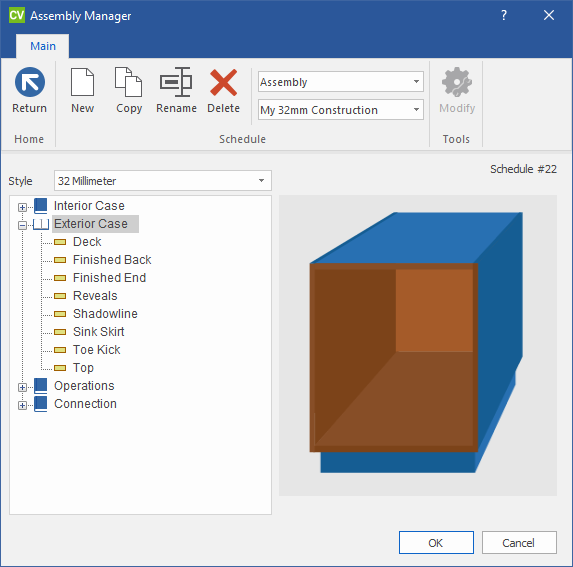 CV Assembly Manager ?
Main
Return New Copy Rename Delete Assembly
My 32mm Construction Modify
Home Schedule Tools
Schedule #22
Style 32 Millimeter
Interior Case
Exterior Case
Deck
Finished Back
Finished End
Reveals
Shadowline
Sink Skirt
Toe Kick
Top
Operations
Connection
OK Cancel